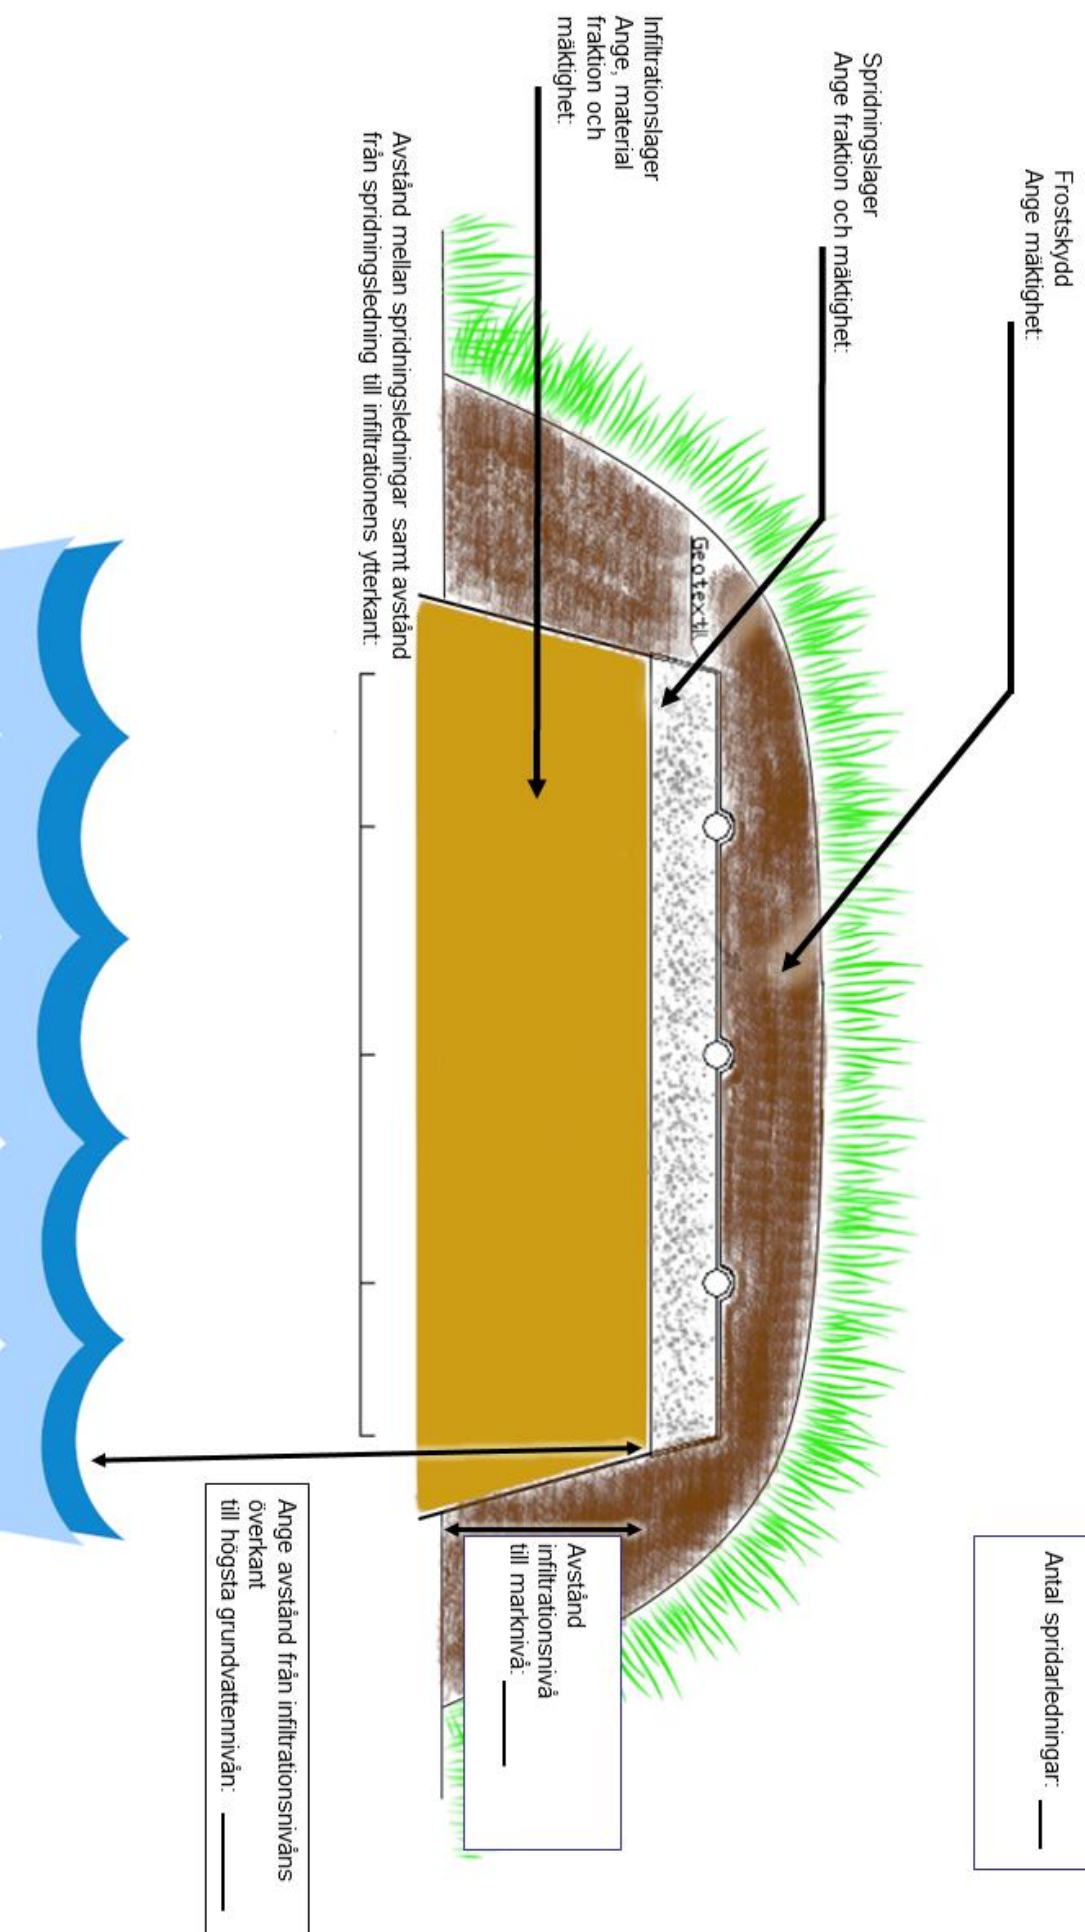 Frostskydd
Ange mäktighet:
Antal spridarledningar:
Spridningslager
Ange fraktion och mäktighet:
Geotextil
Infiltrationslager
Ange, material
fraktion och
mäktighet:
Avstånd
infiltrationsnivå
till marknivå:
Avstånd mellan spridningsledningar samt avstånd
från spridningsledning till infiltrationens ytterkant:
Ange avstånd från infiltrationsnivåns
överkant
till högsta grundvattennivån: